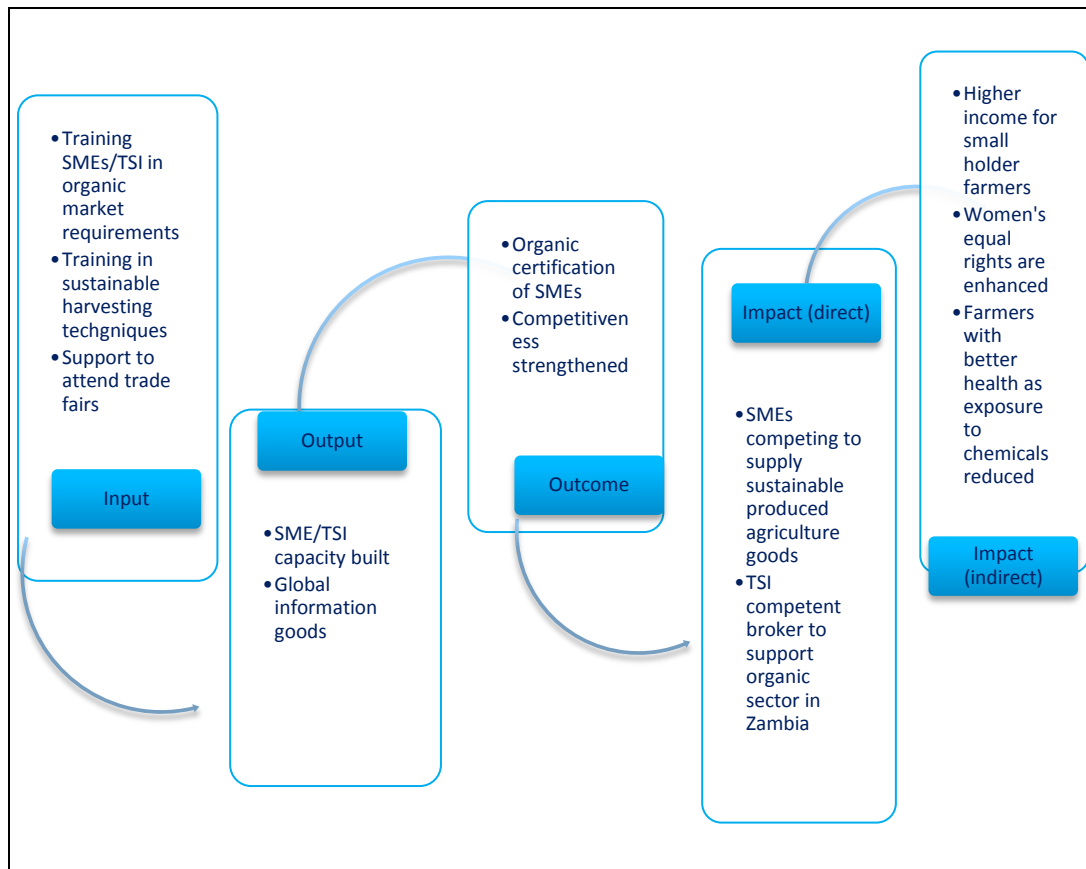 •Training
SMEs/TSI in
organic
market
requirements
•Training in
sustainable
harvesting
techgniques
•Support to
attend trade
fairs
Input
Output
•SME/TSI
capacity built
•Global
information
goods
•Organic
certification
of SMEs
•Competitiven
ess
strengthened
Outcome
Impact (direct)
•SMEs
competing to
supply
sustainable
produced
agriculture
goods
•TSI
competent
broker to
support
organic
sector in
Zambia
•Higher
income for
small
holder
farmers
•Women's
equal
rights are
enhanced
•Farmers
with
better
health as
exposure
to
chemicals
reduced
Impact
(indirect)